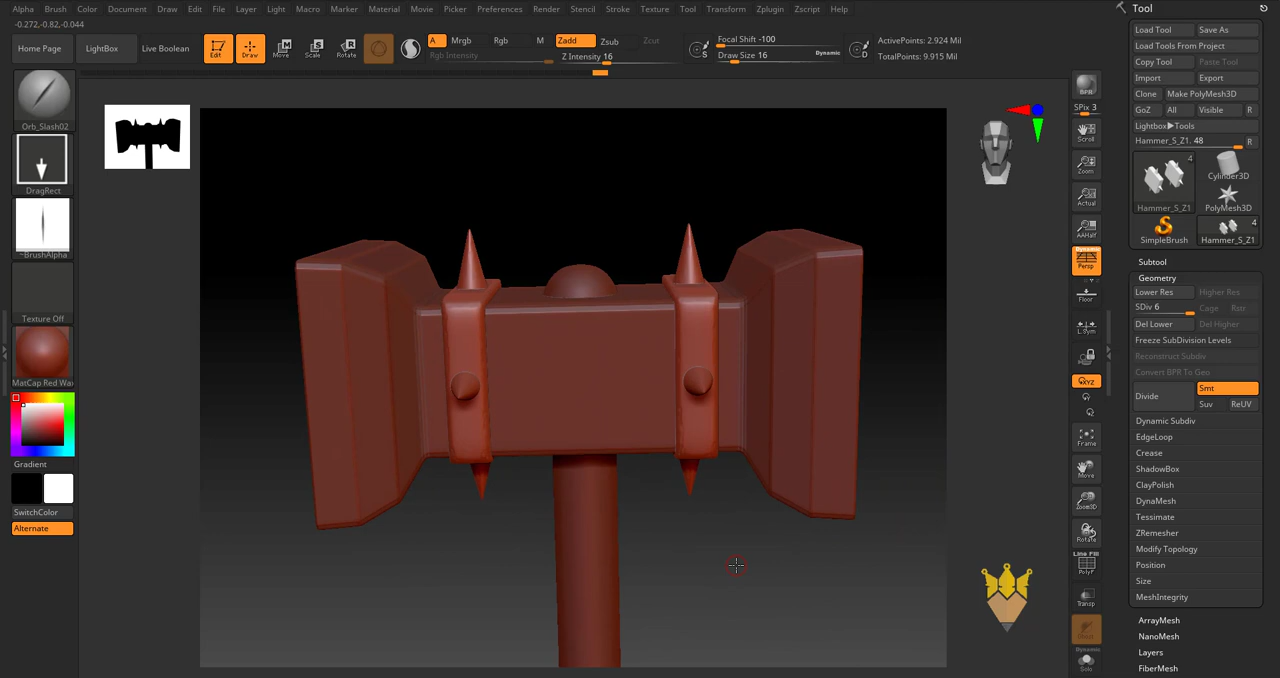 Alpha Brush Color Document Draw Edit File Layer Light Macro Marker Material Movie Picker Preferences Render Stencil Stroke Texture Tool Transform Zplugin Zscript Help
-0.272,-0.82,-0.044
Home Page LightBox Live Boolean Edit Draw Move Scale Rotate
A Mrgb Rgb M
Rgb Intensity
Zadd Zsub Zcut
Z Intensity 16
S
Focal Shift -100
Draw Size 16 Dynamic
D
ActivePoints: 2.924 Mil
TotalPoints: 9.915 Mil
Orb_Slash02
DragRect
~BrushAlpha
Texture Off
MatCap Red Wax
Gradient
SwitchColor
Alternate
BPR
SPix 3
Scroll
Zoom
Actual
AAHalf
Dynamic
Persp
Floor
L.Sym
XYZ
Frame
Move
Zoom3D
Rotate
Line Fill
PolyF
Transp
Dynamic
Solo
Tool
Load Tool Save As
Load Tools From Project
Copy Tool Paste Tool
Import Export
Clone Make PolyMesh3D
GoZ All Visible R
Lightbox▶Tools
Hammer_S_Z1. 48 R
4
Hammer_S_Z1
Cylinder3D
PolyMesh3D
SimpleBrush
4
Hammer_S_Z1
Subtool
Geometry
Lower Res Higher Res
SDiv 6 Cage Rstr
Del Lower Del Higher
Freeze SubDivision Levels
Reconstruct Subdiv
Convert BPR To Geo
Divide Smt
Suv ReUV
Dynamic Subdiv
EdgeLoop
Crease
ShadowBox
ClayPolish
DynaMesh
Tessimate
ZRemesher
Modify Topology
Position
Size
MeshIntegrity
ArrayMesh
NanoMesh
Layers
FiberMesh